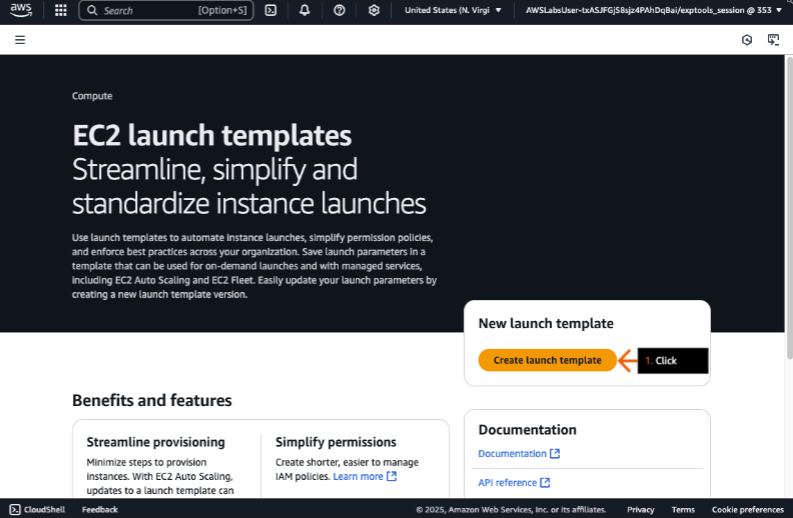 aws
Search [Option+S]
United States (N. Virgi
AWSLabsUser-txASJFGjS8sjz4PAhDqBai/exptools_session @ 353
Compute
EC2 launch templates
Streamline, simplify and
standardize instance launches
Use launch templates to automate instance launches, simplify permission policies,
and enforce best practices across your organization. Save launch parameters in a
template that can be used for on-demand launches and with managed services,
including EC2 Auto Scaling and EC2 Fleet. Easily update your launch parameters by
creating a new launch template version.
New launch template
Create launch template
1. Click
Benefits and features
Streamline provisioning
Minimize steps to provision
instances. With EC2 Auto Scaling,
updates to a launch template can
Simplify permissions
Create shorter, easier to manage
IAM policies. Learn more
Documentation
Documentation
API reference
CloudShell Feedback © 2025, Amazon Web Services, Inc. or its affiliates. Privacy Terms Cookie preferences